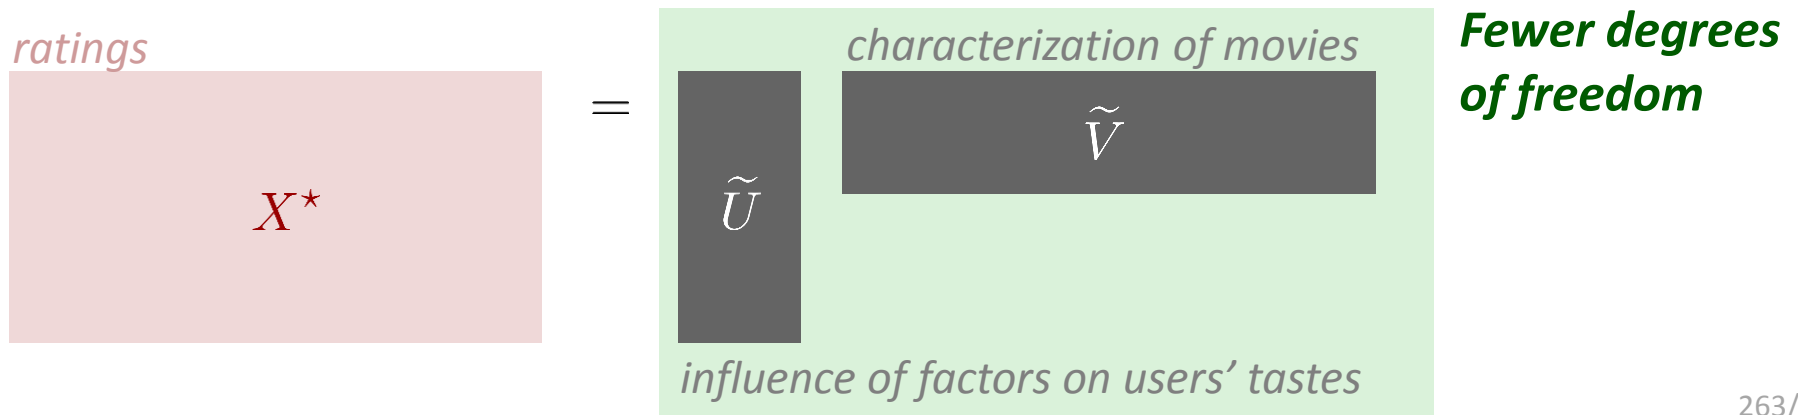 ratings
X⋆
=
characterization of movies
Ũ
Ṽ
influence of factors on users’ tastes
Fewer degrees
of freedom
263/